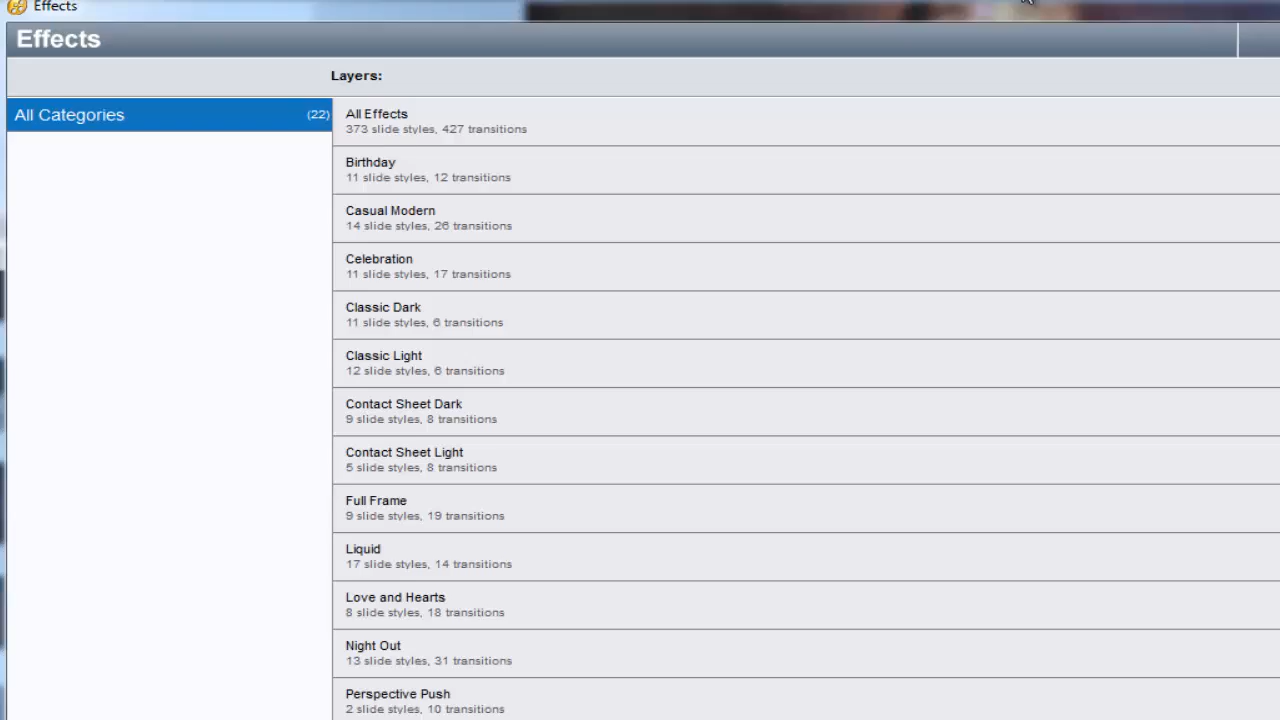 Effects
Effects
Layers:
All Categories (22)
All Effects
373 slide styles, 427 transitions
Birthday
11 slide styles, 12 transitions
Casual Modern
14 slide styles, 26 transitions
Celebration
11 slide styles, 17 transitions
Classic Dark
11 slide styles, 6 transitions
Classic Light
12 slide styles, 6 transitions
Contact Sheet Dark
9 slide styles, 8 transitions
Contact Sheet Light
5 slide styles, 8 transitions
Full Frame
9 slide styles, 19 transitions
Liquid
17 slide styles, 14 transitions
Love and Hearts
8 slide styles, 18 transitions
Night Out
13 slide styles, 31 transitions
Perspective Push
2 slide styles, 10 transitions